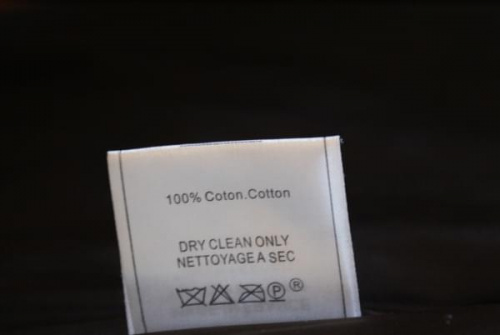 100% Coton.Cotton
DRY CLEAN ONLY
NETTOYAGE A SEC
P ®